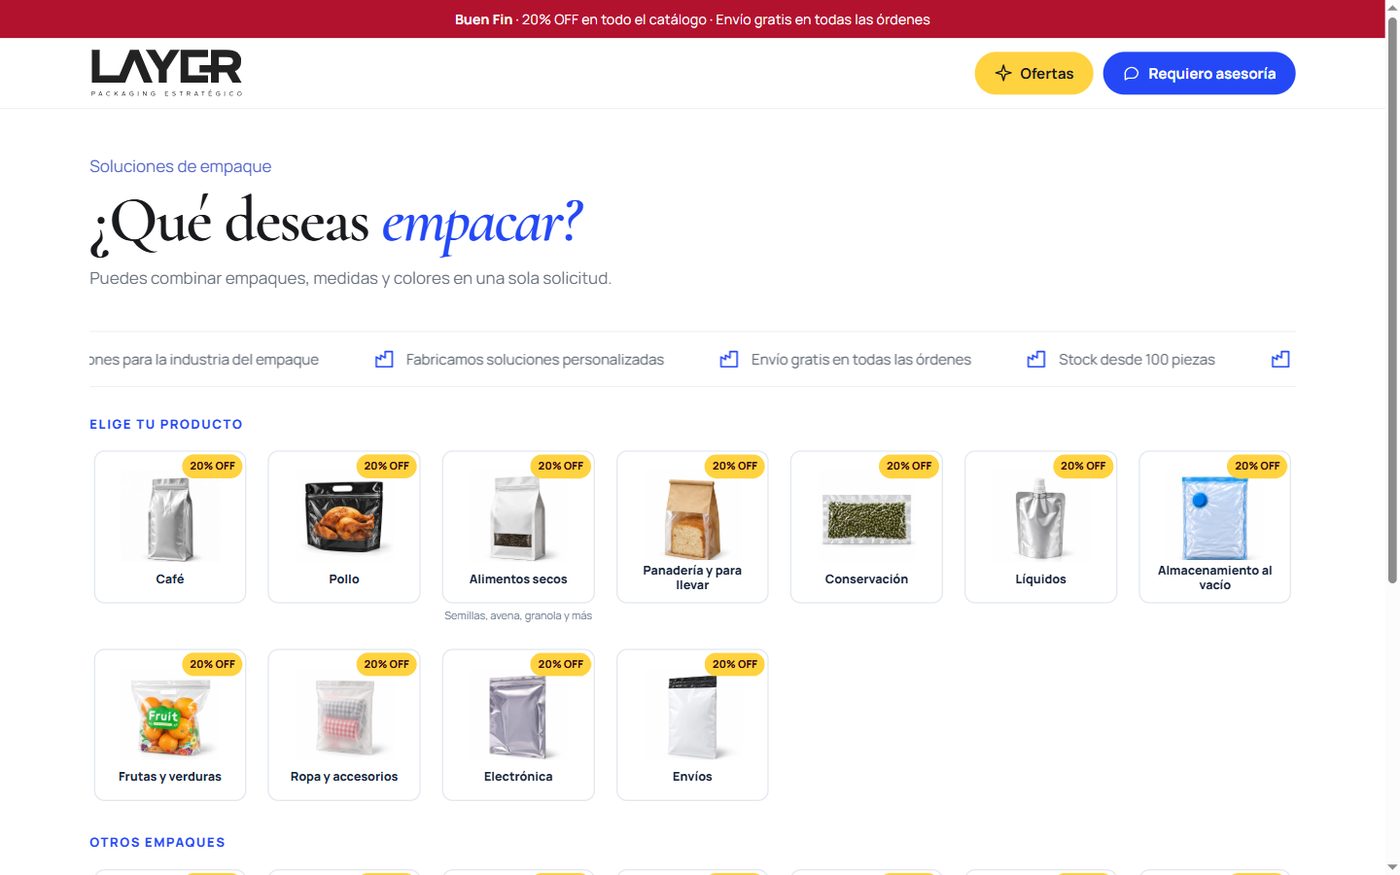 Buen Fin · 20% OFF en todo el catálogo · Envío gratis en todas las órdenes
LAYER
PACKAGING ESTRATÉGICO
Ofertas
Requiero asesoría
Soluciones de empaque
¿Qué deseas empacar?
Puedes combinar empaques, medidas y colores en una sola solicitud.
ones para la industria del empaque
Fabricamos soluciones personalizadas
Envío gratis en todas las órdenes
Stock desde 100 piezas
ELIGE TU PRODUCTO
20% OFF
20% OFF
20% OFF
20% OFF
20% OFF
20% OFF
20% OFF
Café
Pollo
Alimentos secos
Panadería y para
llevar
Conservación
Líquidos
Almacenamiento al
vacío
Semillas, avena, granola y más
20% OFF
20% OFF
20% OFF
20% OFF
Fruit
Frutas y verduras
Ropa y accesorios
Electrónica
Envíos
OTROS EMPAQUES